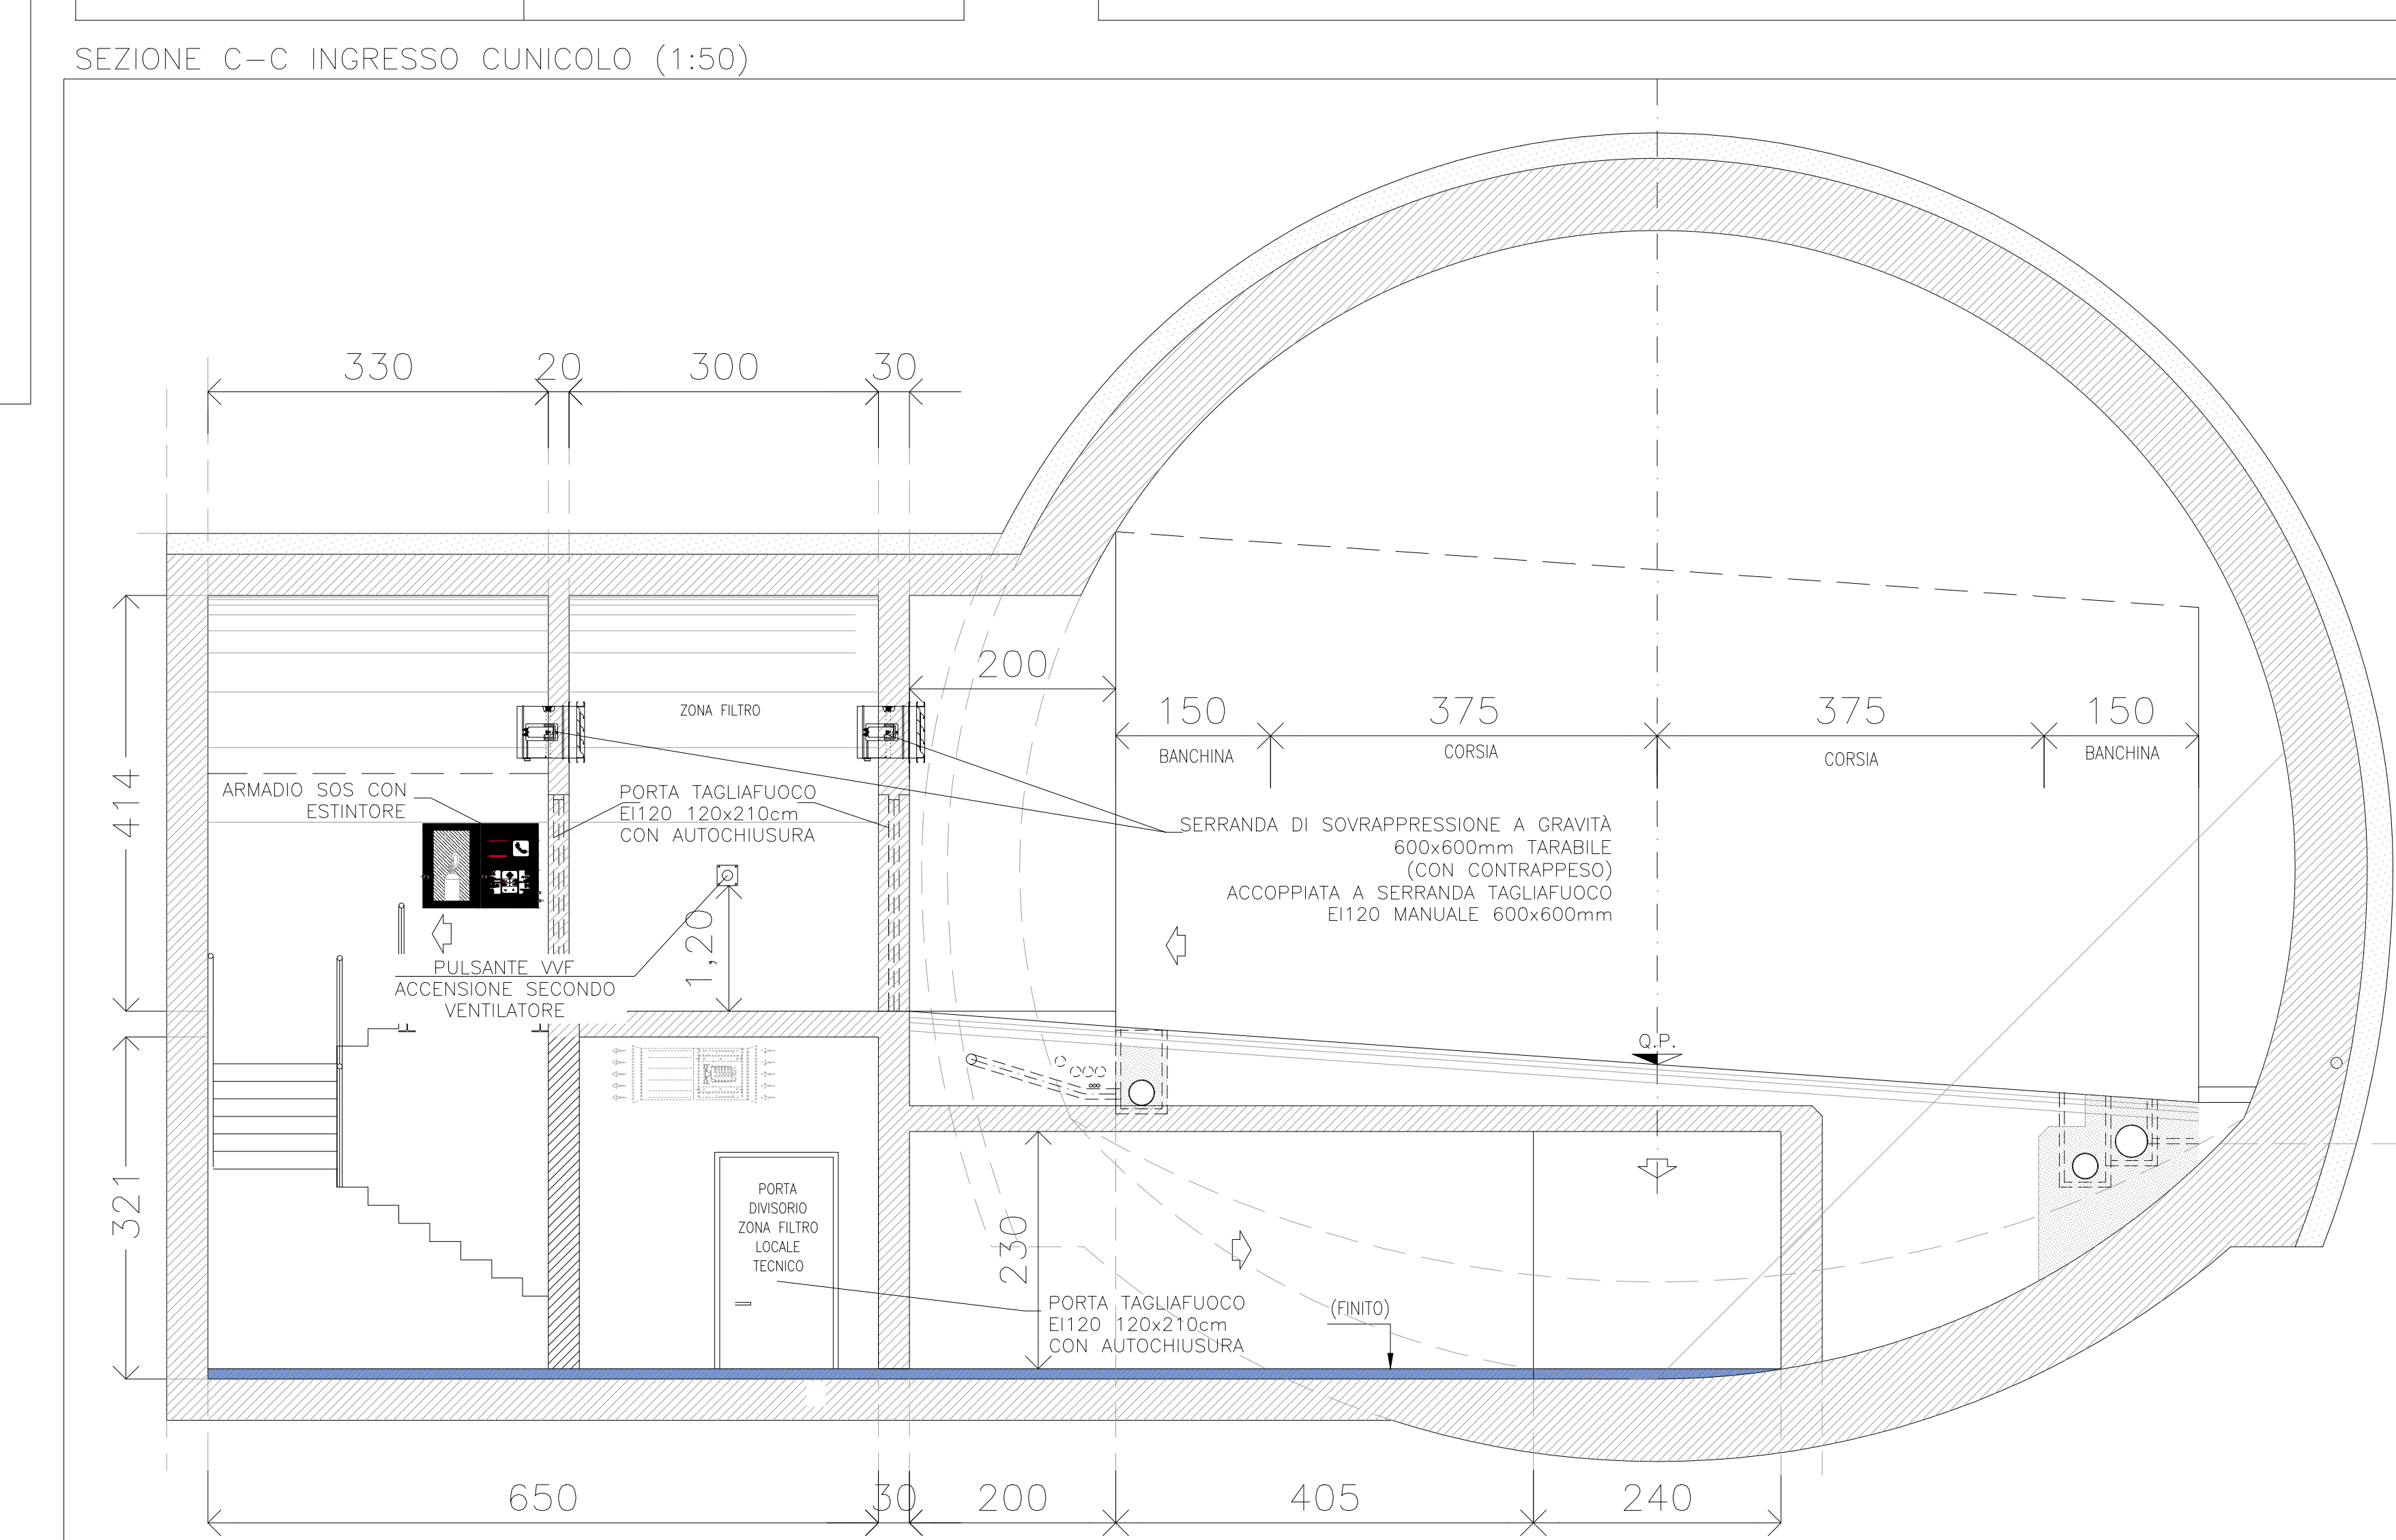 SEZIONE C-C INGRESSO CUNICOLO (1:50)
330
20
300
30
200
150
375
375
150
BANCHINA
CORSIA
CORSIA
BANCHINA
ZONA FILTRO
414
ARMADIO SOS CON
ESTINTORE
PORTA TAGLIAFUOCO
EI120 120x210cm
CON AUTOCHIUSURA
SERRANDA DI SOVRAPPRESSIONE A GRAVITÀ
600x600mm TARABILE
(CON CONTRAPPESO)
ACCOPPIATA A SERRANDA TAGLIAFUOCO
EI120 MANUALE 600x600mm
1,20
PULSANTE VVF
ACCENSIONE SECONDO
VENTILATORE
Q.P.
321
PORTA
DIVISORIO
ZONA FILTRO
LOCALE
TECNICO
230
PORTA TAGLIAFUOCO
EI120 120x210cm
CON AUTOCHIUSURA
(FINITO)
650
30
200
405
240